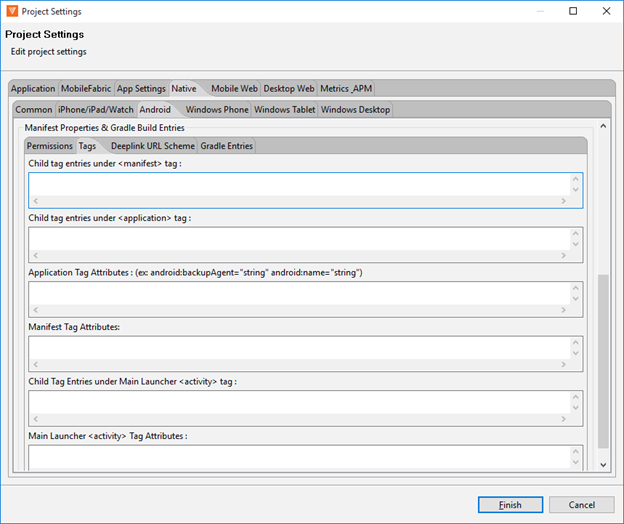 Project Settings
Project Settings
Edit project settings
Application MobileFabric App Settings Native Mobile Web Desktop Web Metrics_APM
Common iPhone/iPad/Watch Android Windows Phone Windows Tablet Windows Desktop
Manifest Properties & Gradle Build Entries
Permissions Tags Deeplink URL Scheme Gradle Entries
Child tag entries under <manifest> tag :
Child tag entries under <application> tag :
Application Tag Attributes : (ex: android:backupAgent="string" android:name="string")
Manifest Tag Attributes:
Child Tag Entries under Main Launcher <activity> tag :
Main Launcher <activity> Tag Attributes :
Finish Cancel